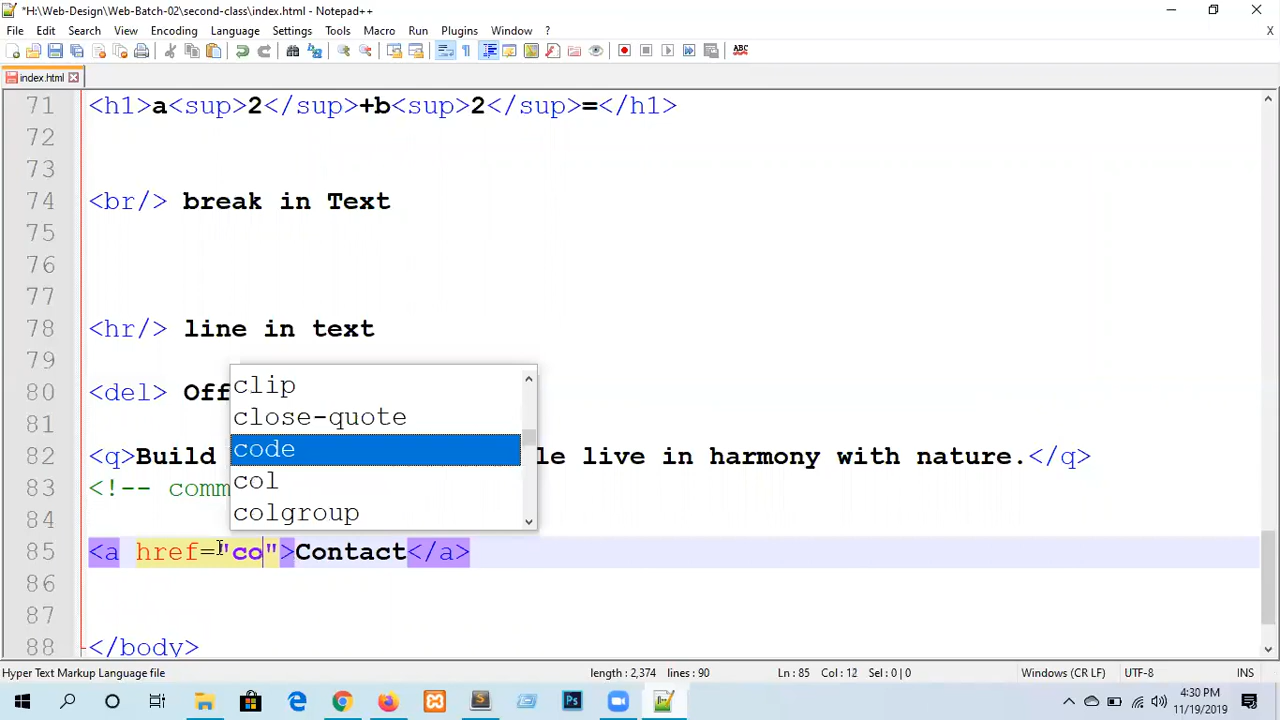 *H:\Web-Design\Web-Batch-02\second-class\index.html - Notepad++
File Edit Search View Encoding Language Settings Tools Macro Run Plugins Window ? X
ABC
index.html
71 <h1>a<sup>2</sup>+b<sup>2</sup>=</h1>
72
73
74 <br/> break in Text
75
76
77
78 <hr/> line in text
79
80 <del> Off
81
82 <q>Build le live in harmony with nature.</q>
83 <!-- comm
84
85 <a href="co">Contact</a>
86
87
88 </body>
clip
close-quote
code
col
colgroup
Hyper Text Markup Language file length : 2,374 lines : 90 Ln : 85 Col : 12 Sel : 0 | 0 Windows (CR LF) UTF-8 INS
Ps
4:30 PM
11/19/2019